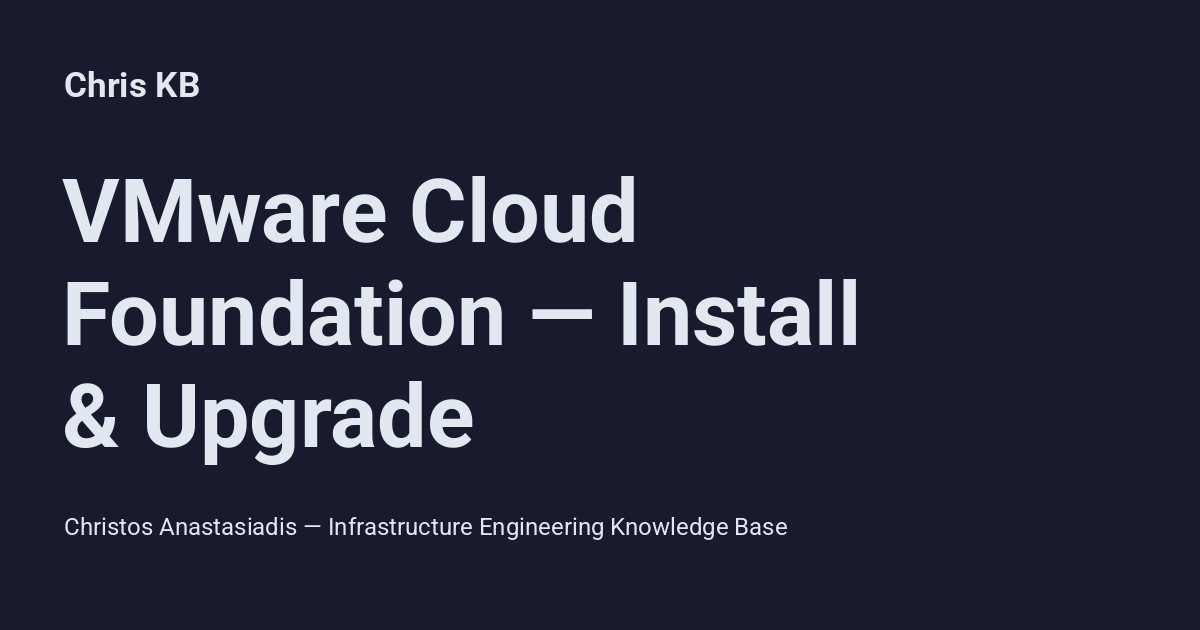 Chris KB
VMware Cloud
Foundation — Install
& Upgrade
Christos Anastasiadis — Infrastructure Engineering Knowledge Base